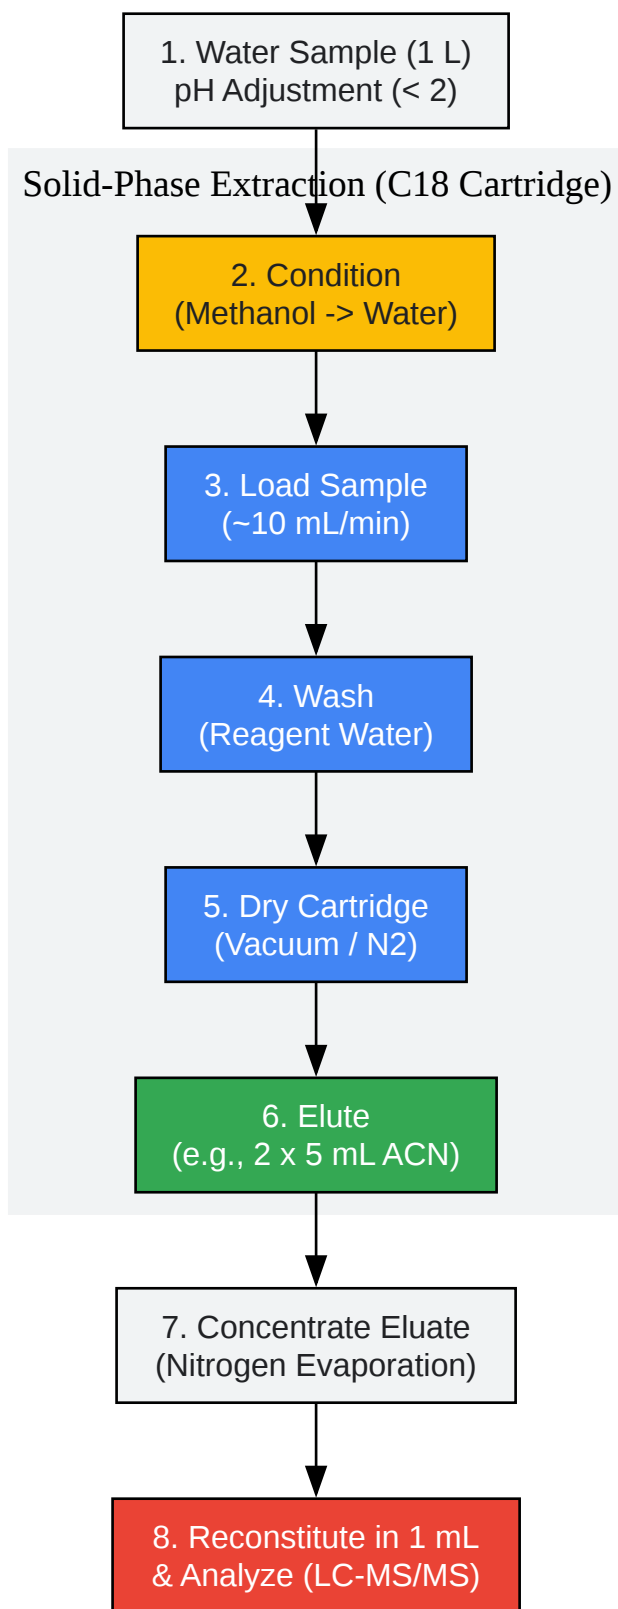 1. Water Sample (1 L)
pH Adjustment (< 2)
Solid-Phase Extraction (C18 Cartridge)
2. Condition
(Methanol -> Water)
3. Load Sample
(~10 mL/min)
4. Wash
(Reagent Water)
5. Dry Cartridge
(Vacuum / N2)
6. Elute
(e.g., 2 x 5 mL ACN)
7. Concentrate Eluate
(Nitrogen Evaporation)
8. Reconstitute in 1 mL
& Analyze (LC-MS/MS)